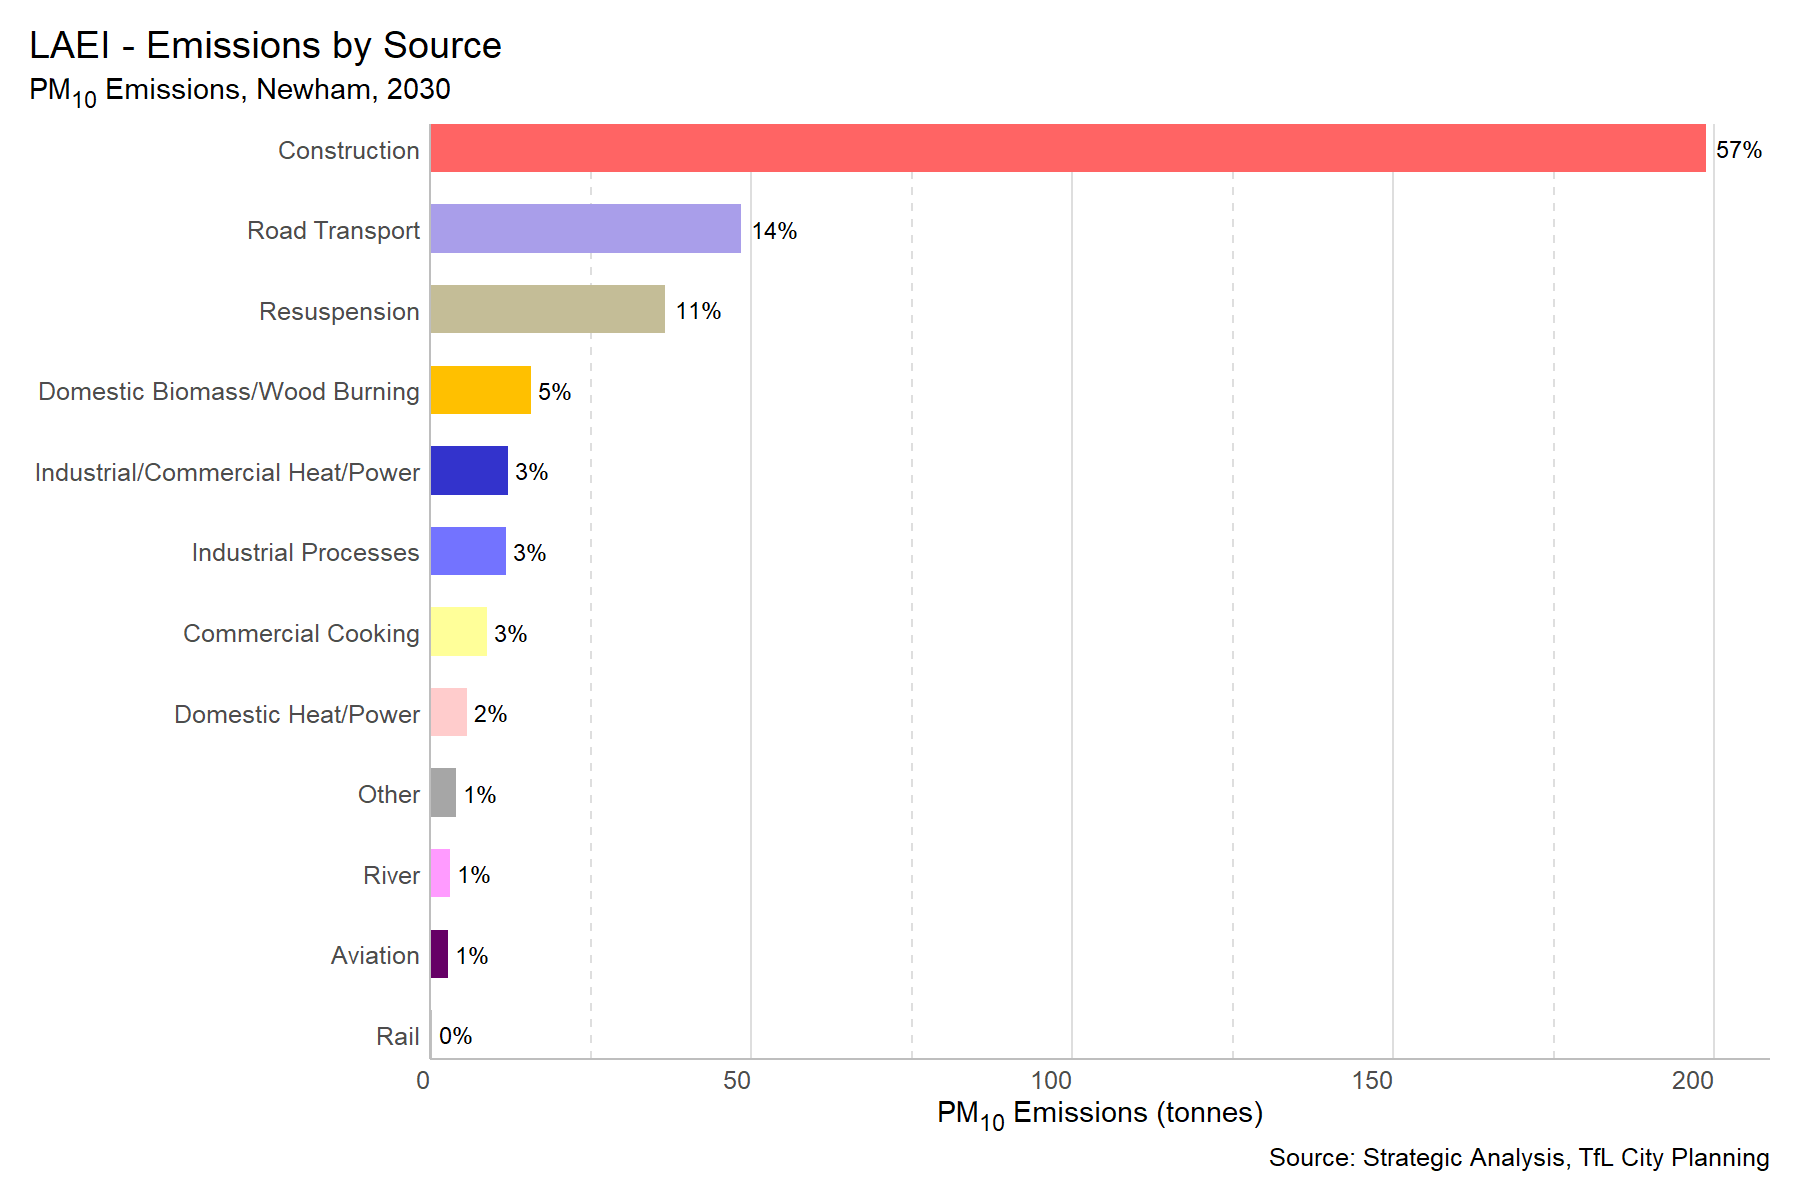 LAEI - Emissions by Source
PM10 Emissions, Newham, 2030
Construction 57%
Road Transport 14%
Resuspension 11%
Domestic Biomass/Wood Burning 5%
Industrial/Commercial Heat/Power 3%
Industrial Processes 3%
Commercial Cooking 3%
Domestic Heat/Power 2%
Other 1%
River 1%
Aviation 1%
Rail 0%
0 50 100 150 200
PM10 Emissions (tonnes)
Source: Strategic Analysis, TfL City Planning